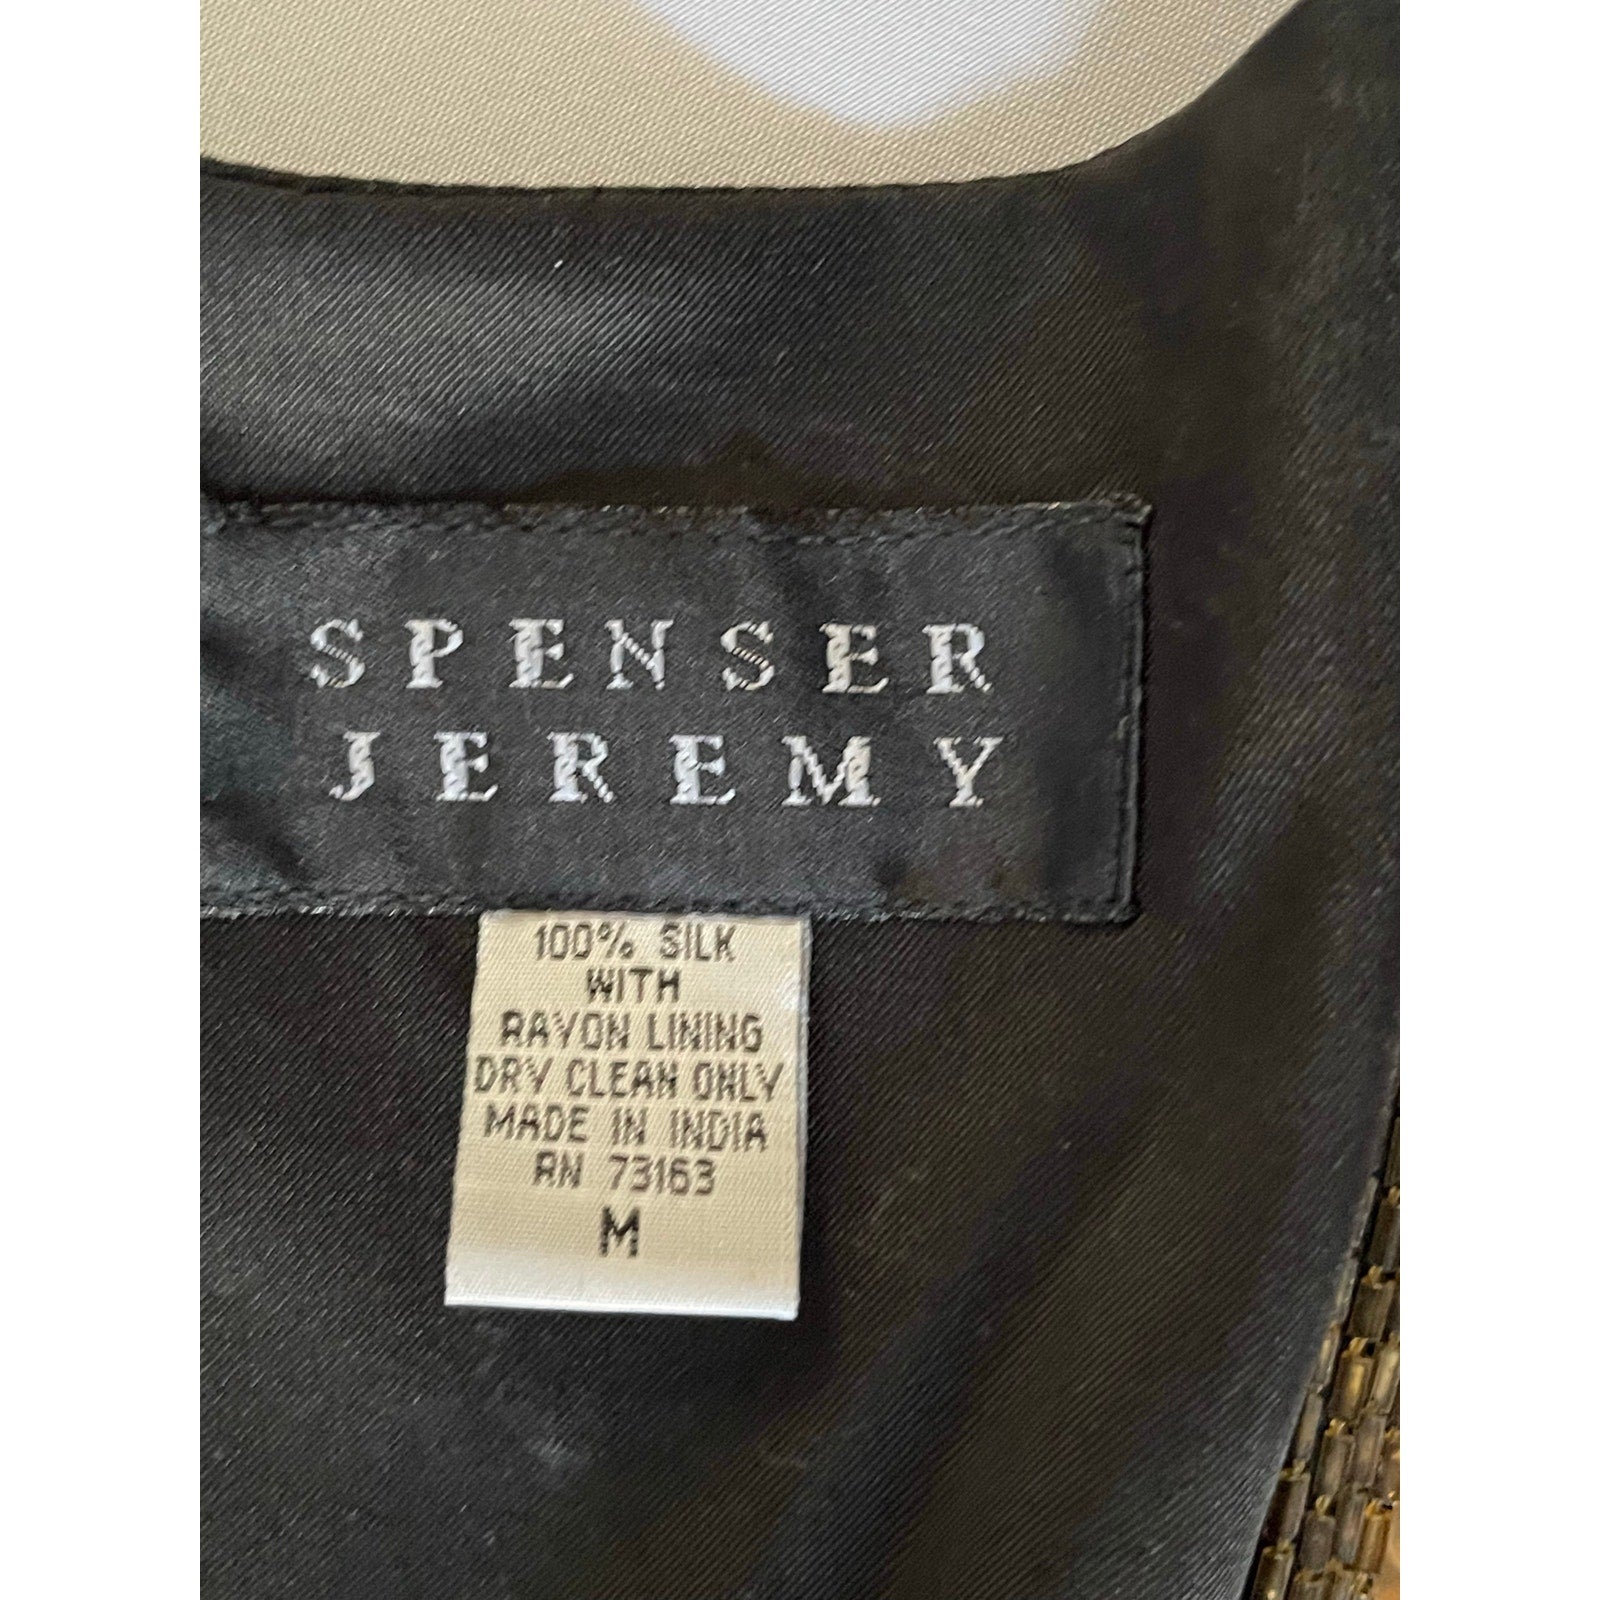 SPENSER
JEREMY
100% SILK
WITH
RAYON LINING
DRY CLEAN ONLY
MADE IN INDIA
RN 73163
M